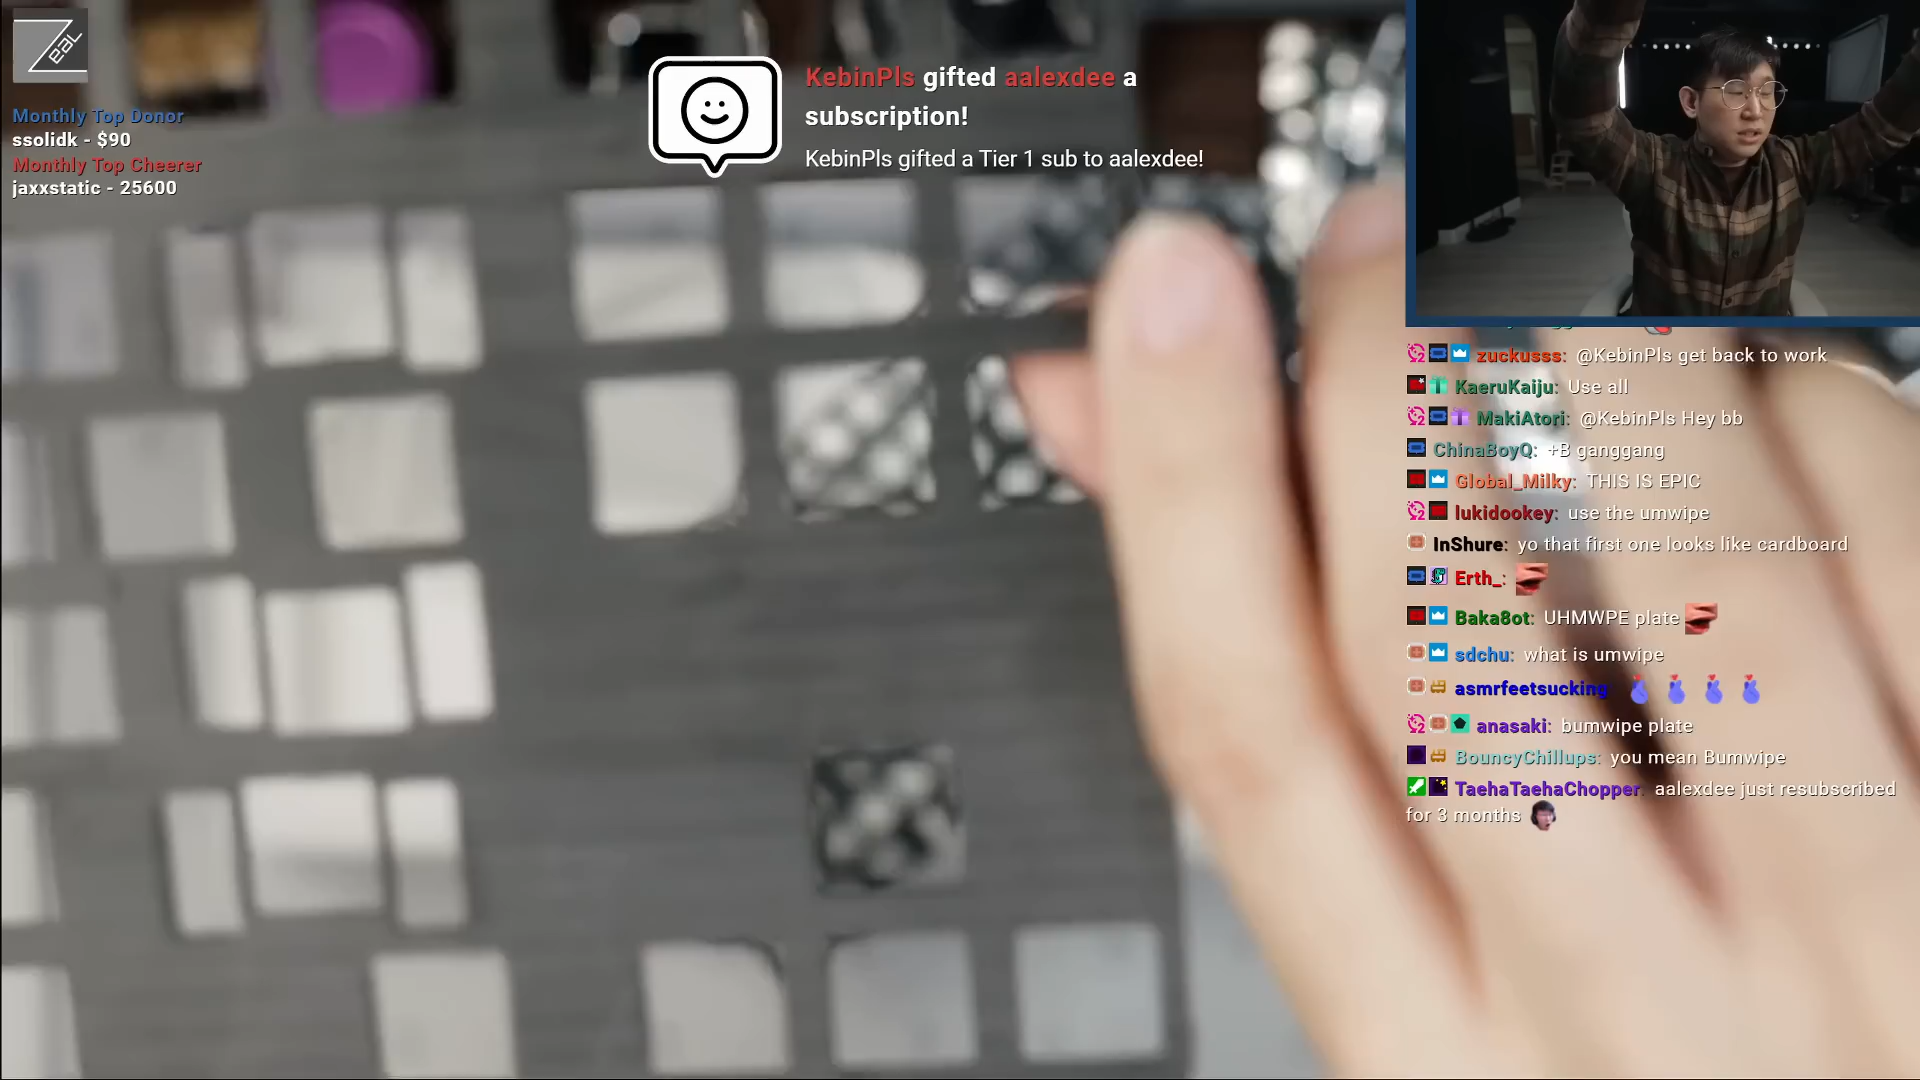 Zeal
KebinPls gifted aalexdee a
subscription!
KebinPls gifted a Tier 1 sub to aalexdee!
Monthly Top Donor
ssolidk - $90
Monthly Top Cheerer
jaxxstatic - 25600
zuckusss: @KebinPls get back to work
KaeruKaiju: Use all
MakiAtori: @KebinPls Hey bb
ChinaBoyQ: +B ganggang
Global_Milky: THIS IS EPIC
lukidookey: use the umwipe
InShure: yo that first one looks like cardboard
Erth_:
Baka8ot: UHMWPE plate
sdchu: what is umwipe
asmrfeetsucking:
anasaki: bumwipe plate
BouncyChillups: you mean Bumwipe
TaehaTaehaChopper: aalexdee just resubscribed
for 3 months